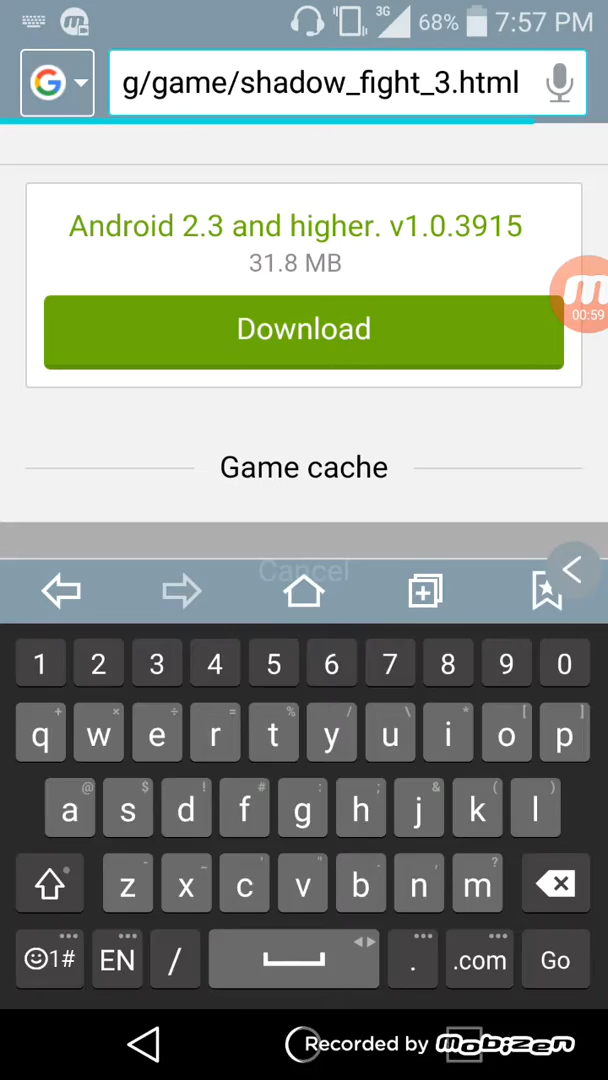 3G 68% 7:57 PM
G g/game/shadow_fight_3.html
Android 2.3 and higher. v1.0.3915
31.8 MB
00:59
Download
Game cache
Cancel
1 2 3 4 5 6 7 8 9 0
+ × ÷ = % / \ * [ ]
q w e r t y u i o p
@ $ ! # : ; & ( )
a s d f g h j k l
- _ ' " , ?
z x c v b n m
☺1# EN / . .com Go
Recorded by mobizen